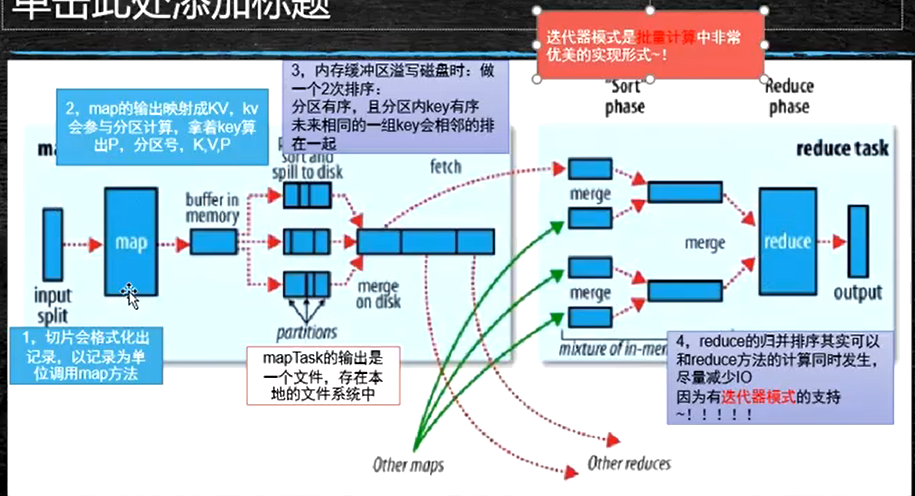 单击此处添加标题
迭代器模式是批量计算中非常
优美的实现形式~!
3，内存缓冲区溢写磁盘时：做
一个2次排序：
分区有序，且分区内key有序
未来相同的一组key会相邻的排
在一起
2，map的输出映射成KV，kv
会参与分区计算，拿着key算
出P，分区号，K,V,P
"Sort"
phase
Reduce
phase
sort and
spill to disk
fetch
reduce task
buffer in
memory
map
merge
merge
reduce
input
split
merge
on disk
merge
output
partitions
1，切片会格式化出
记录，以记录为单
位调用map方法
mapTask的输出是
一个文件，存在本
地的文件系统中
mixture of in-mem
4，reduce的归并排序其实可以
和reduce方法的计算同时发生，
尽量减少IO
因为有迭代器模式的支持
~！！！！！
Other maps
Other reduces